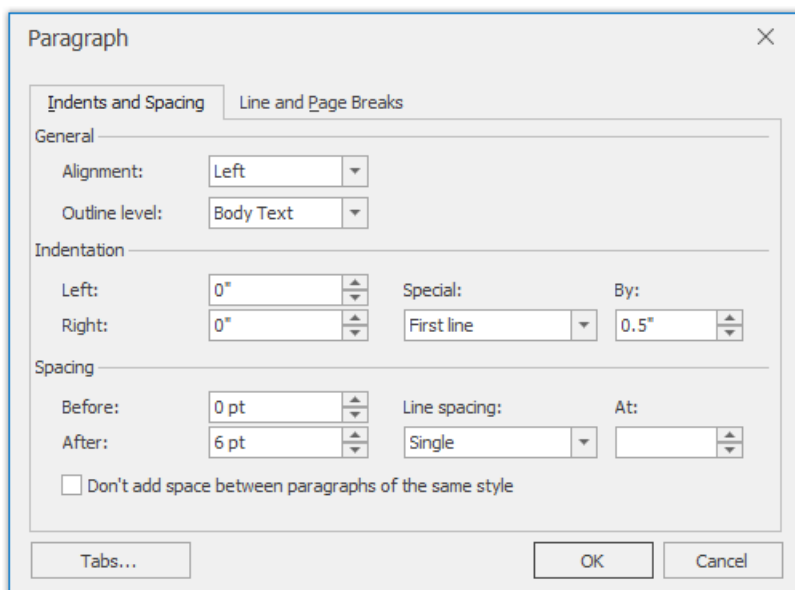 Paragraph
Indents and Spacing Line and Page Breaks
General
Alignment: Left
Outline level: Body Text
Indentation
Left: 0" Special: By:
Right: 0" First line 0.5"
Spacing
Before: 0 pt Line spacing: At:
After: 6 pt Single
Don't add space between paragraphs of the same style
Tabs... OK Cancel